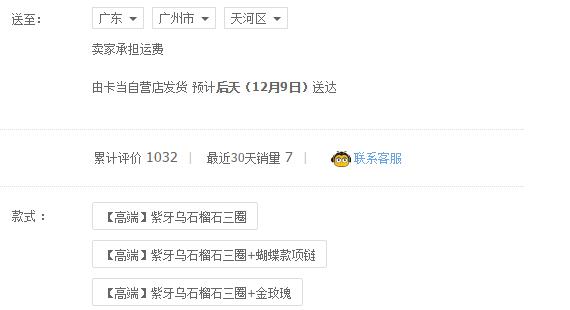 送至： 广东 广州市 天河区
卖家承担运费
由卡当自营店发货 预计后天（12月9日）送达
累计评价 1032 | 最近30天销量 7 | 联系客服
款式： 【高端】紫牙乌石榴石三圈
【高端】紫牙乌石榴石三圈+蝴蝶款项链
【高端】紫牙乌石榴石三圈+金玫瑰